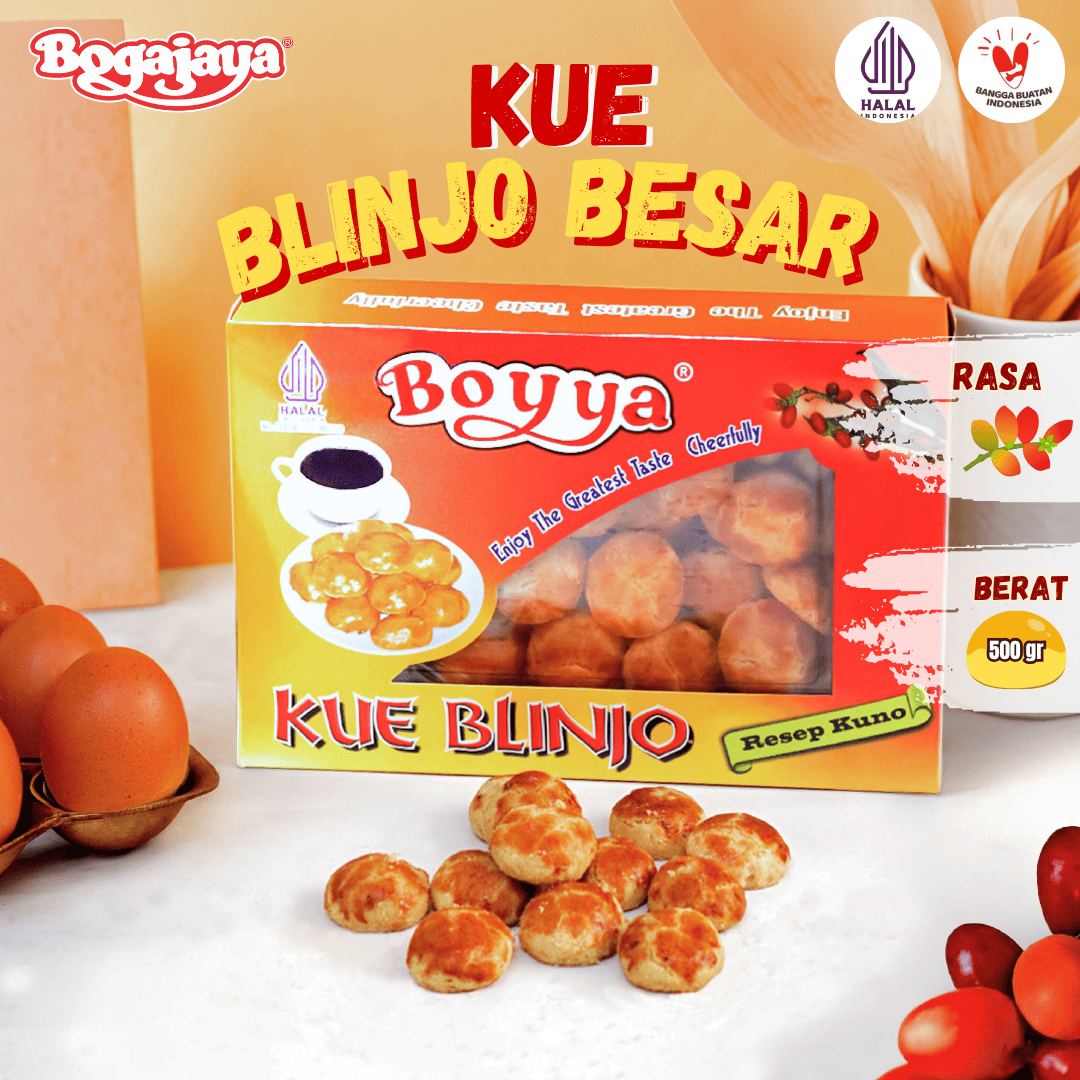 Bogajaya®
HALAL
INDONESIA
BANGGA BUATAN
INDONESIA
KUE
BLINJO BESAR
Enjoy The Greatest Taste Cheerfully
HALAL
Boyya®
Enjoy The Greatest Taste Cheerfully
RASA
BERAT
500 gr
KUE BLINJO
Resep Kuno